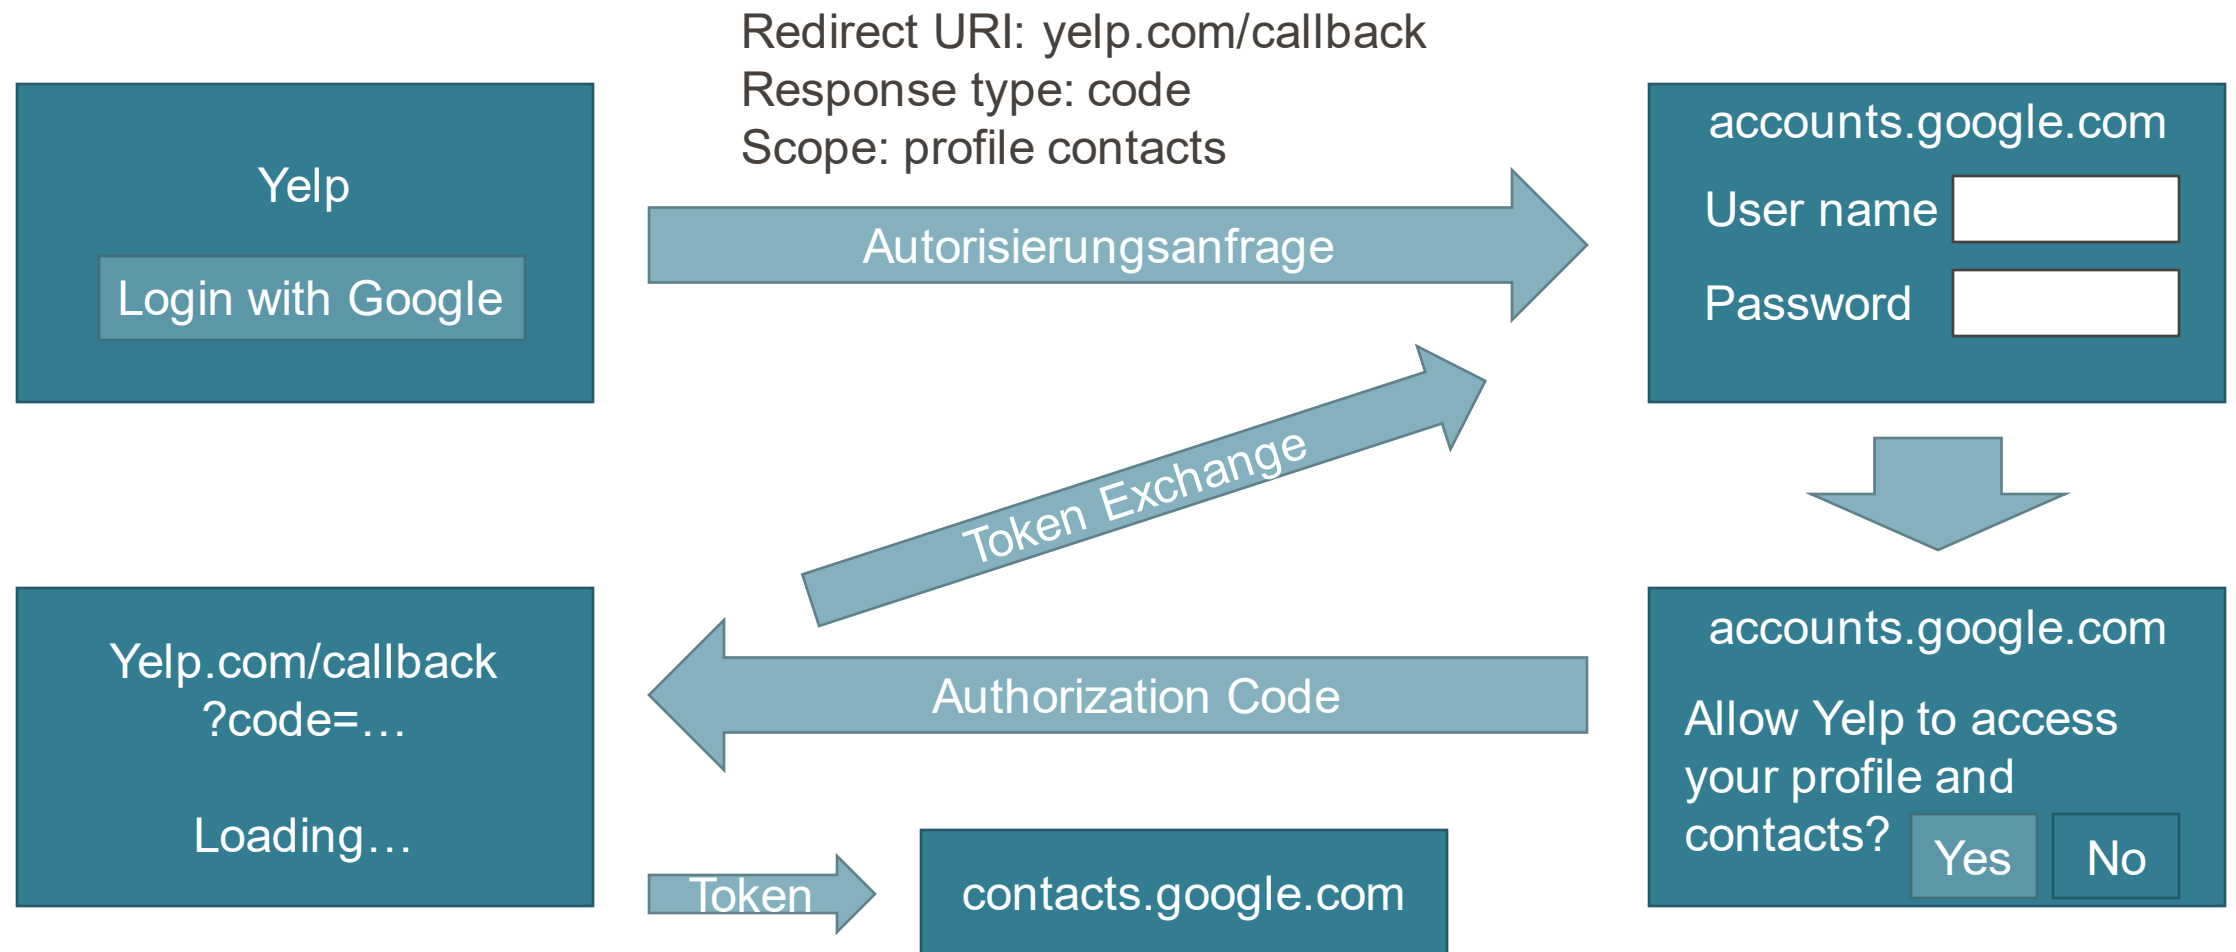 Redirect URI: yelp.com/callback
Response type: code
Scope: profile contacts
Yelp
Login with Google
Autorisierungsanfrage
accounts.google.com
User name
Password
Token Exchange
Yelp.com/callback
?code=…
Loading…
Authorization Code
accounts.google.com
Allow Yelp to access
your profile and
contacts?
Yes
No
Token
contacts.google.com